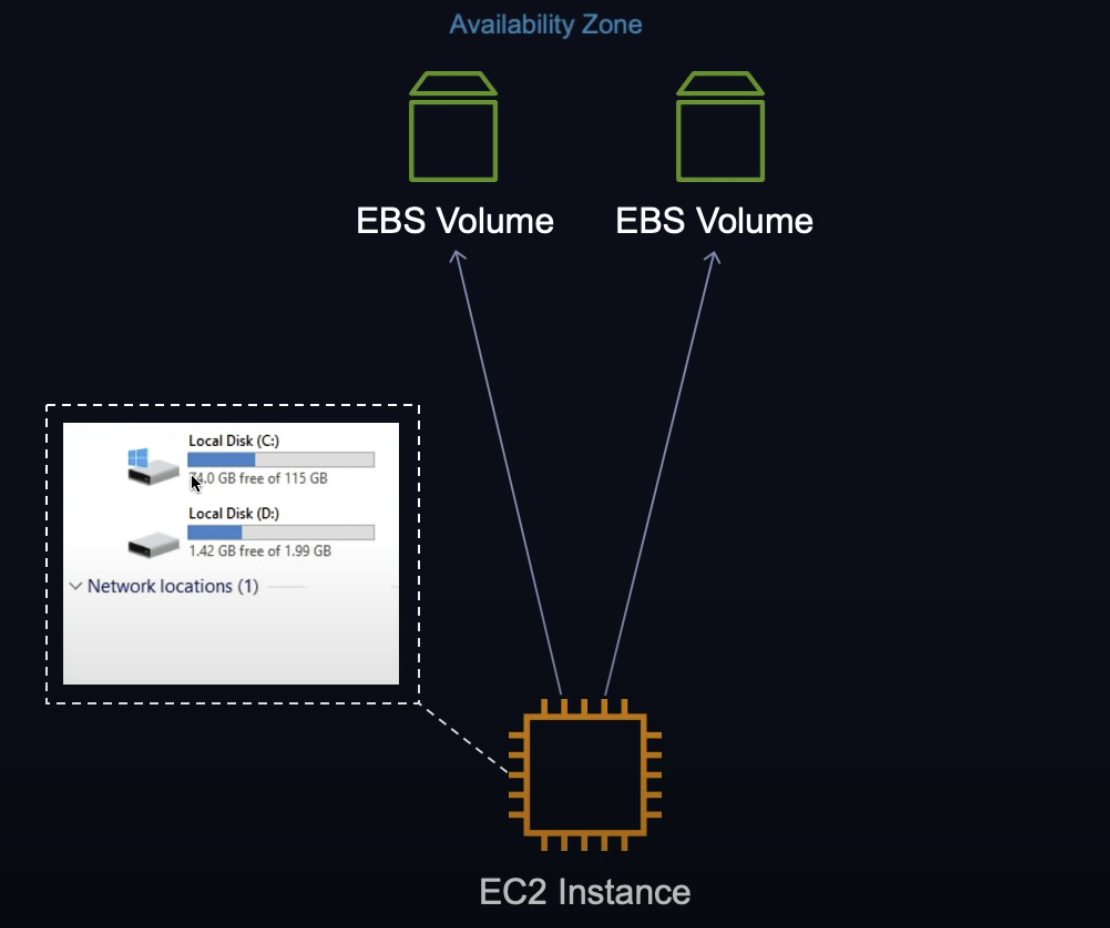 Availability Zone
EBS Volume
EBS Volume
Local Disk (C:)
74.0 GB free of 115 GB
Local Disk (D:)
1.42 GB free of 1.99 GB
Network locations (1)
EC2 Instance